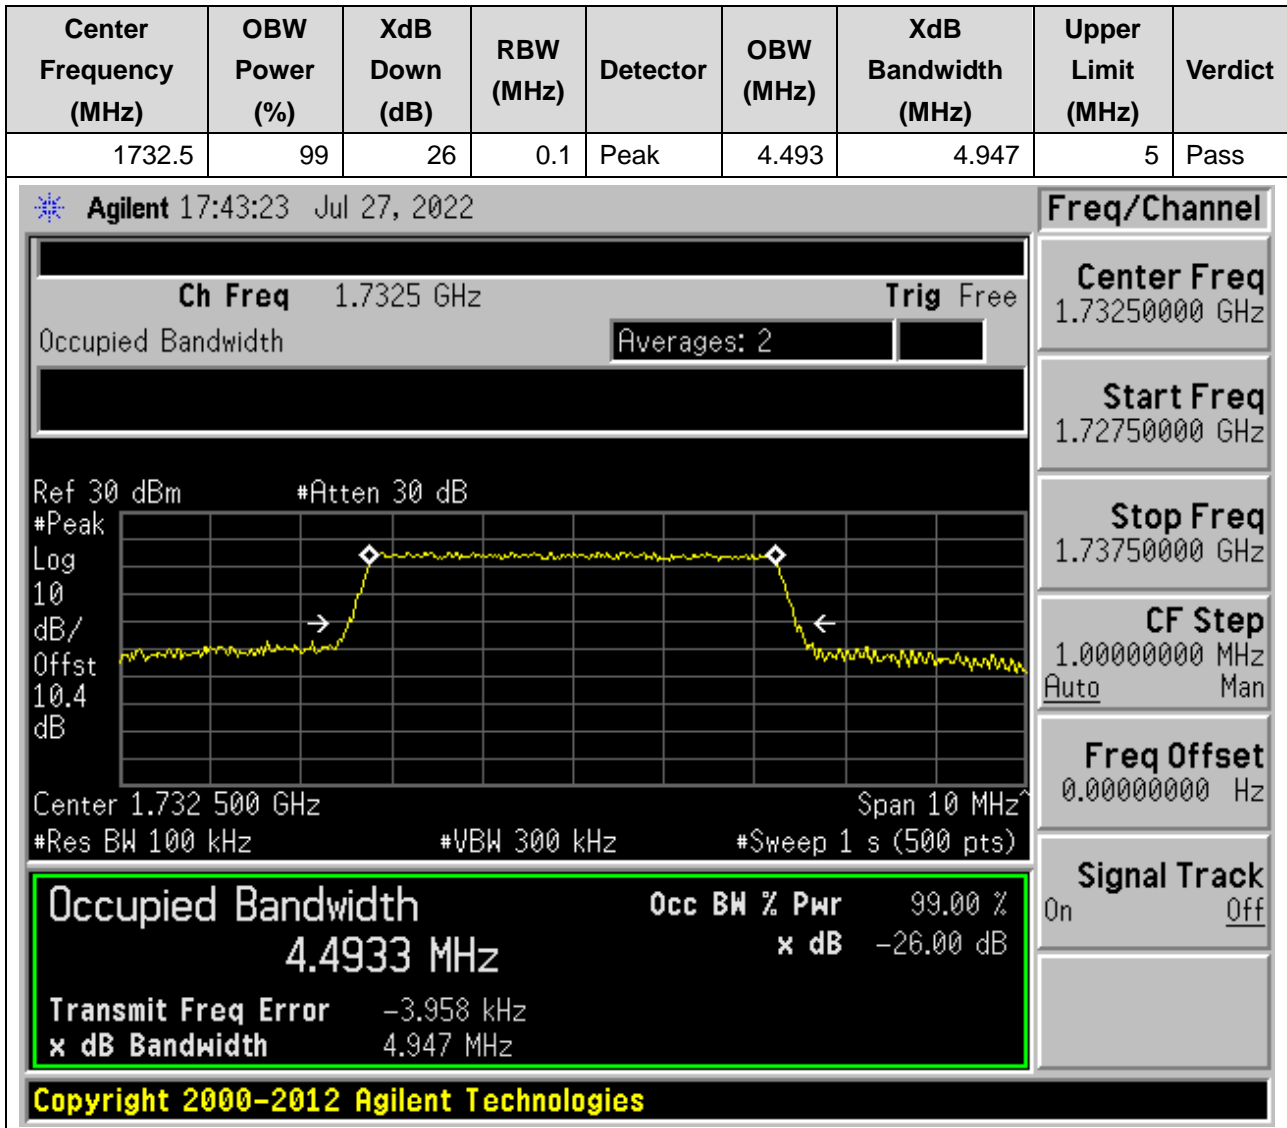 Center Frequency (MHz) OBW Power (%) XdB Down (dB) RBW (MHz) Detector OBW (MHz) XdB Bandwidth (MHz) Upper Limit (MHz) Verdict
1732.5 99 26 0.1 Peak 4.493 4.947 5 Pass
Agilent 17:43:23 Jul 27, 2022
Freq/Channel
Ch Freq 1.7325 GHz Trig Free
Occupied Bandwidth Averages: 2
Center Freq
1.73250000 GHz
Start Freq
1.72750000 GHz
Stop Freq
1.73750000 GHz
CF Step
1.00000000 MHz
Auto Man
Freq Offset
0.00000000 Hz
Signal Track
On Off
Ref 30 dBm #Atten 30 dB
#Peak
Log
10
dB/
Offst
10.4
dB
Center 1.732 500 GHz Span 10 MHz^
#Res BW 100 kHz #VBW 300 kHz #Sweep 1 s (500 pts)
Occupied Bandwidth Occ BW % Pwr 99.00 %
4.4933 MHz x dB -26.00 dB
Transmit Freq Error -3.958 kHz
x dB Bandwidth 4.947 MHz
Copyright 2000-2012 Agilent Technologies